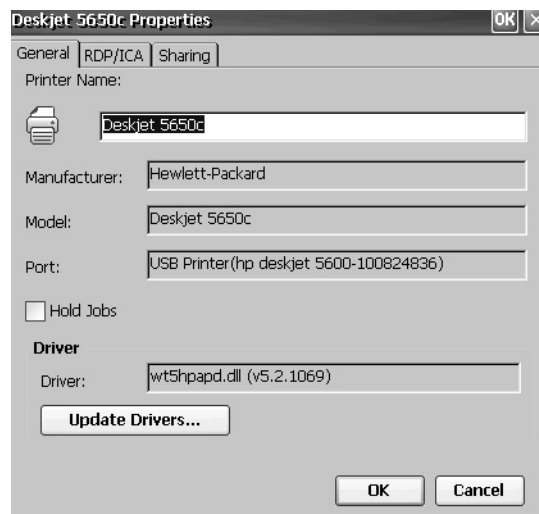 Deskjet 5650c Properties OK ×
General RDP/ICA Sharing
Printer Name:
Deskjet 5650c
Manufacturer: Hewlett-Packard
Model: Deskjet 5650c
Port: USB Printer(hp deskjet 5600-100824836)
Hold Jobs
Driver
Driver: wt5hpapd.dll (v5.2.1069)
Update Drivers...
OK Cancel